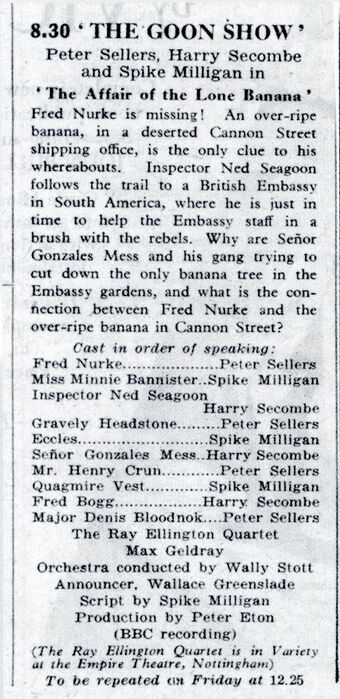 8.30 ‘THE GOON SHOW’
Peter Sellers, Harry Secombe
and Spike Milligan in
‘The Affair of the Lone Banana’
Fred Nurke is missing! An over-ripe
banana, in a deserted Cannon Street
shipping office, is the only clue to his
whereabouts. Inspector Ned Seagoon
follows the trail to a British Embassy
in South America, where he is just in
time to help the Embassy staff in a
brush with the rebels. Why are Señor
Gonzales Mess and his gang trying to
cut down the only banana tree in the
Embassy gardens, and what is the con-
nection between Fred Nurke and the
over-ripe banana in Cannon Street?
Cast in order of speaking:
Fred Nurke..................Peter Sellers
Miss Minnie Bannister..Spike Milligan
Inspector Ned Seagoon
Harry Secombe
Gravely Headstone........Peter Sellers
Eccles.......................Spike Milligan
Señor Gonzales Mess..Harry Secombe
Mr. Henry Crun............Peter Sellers
Quagmire Vest.............Spike Milligan
Fred Bogg.................Harry Secombe
Major Denis Bloodnok....Peter Sellers
The Ray Ellington Quartet
Max Geldray
Orchestra conducted by Wally Stott
Announcer, Wallace Greenslade
Script by Spike Milligan
Production by Peter Eton
(BBC recording)
(The Ray Ellington Quartet is in Variety
at the Empire Theatre, Nottingham)
To be repeated on Friday at 12.25